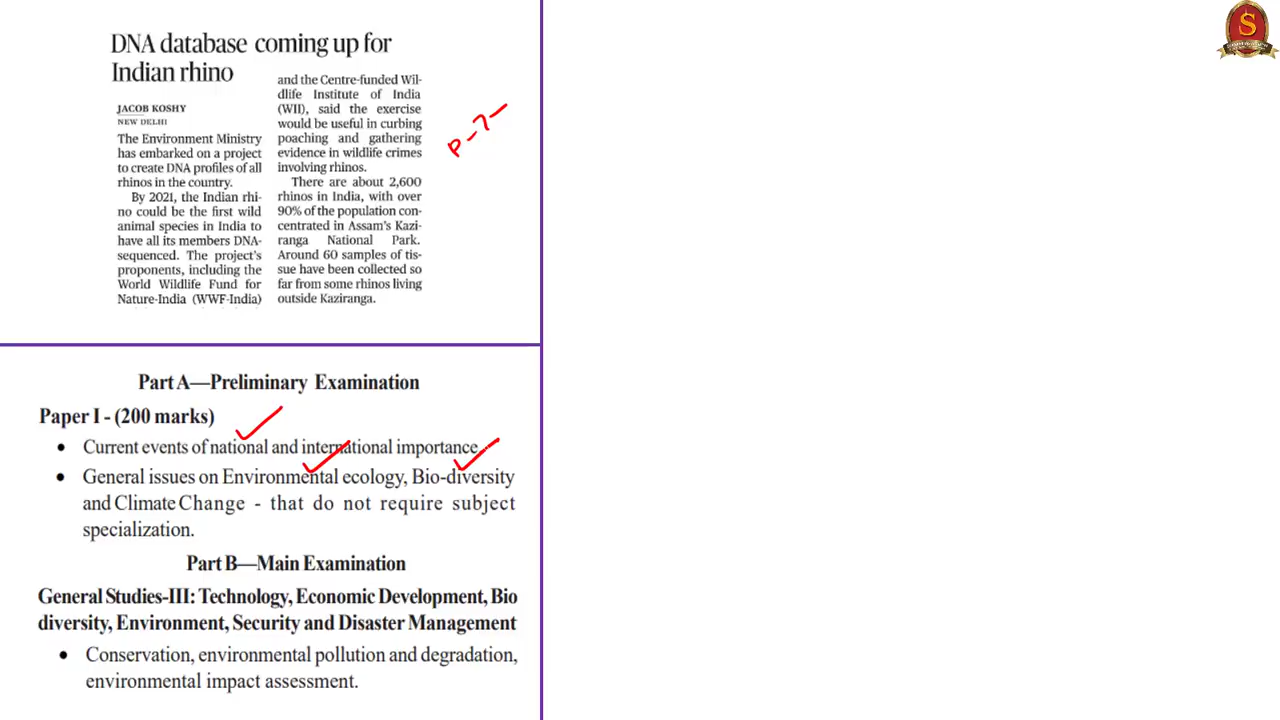 DNA database coming up for
Indian rhino
JACOB KOSHY
NEW DELHI
The Environment Ministry
has embarked on a project
to create DNA profiles of all
rhinos in the country.
By 2021, the Indian rhi-
no could be the first wild
animal species in India to
have all its members DNA-
sequenced. The project's
proponents, including the
World Wildlife Fund for
Nature-India (WWF-India)
and the Centre-funded Wil-
dlife Institute of India
(WII), said the exercise
would be useful in curbing
poaching and gathering
evidence in wildlife crimes
involving rhinos.
There are about 2,600
rhinos in India, with over
90% of the population con-
centrated in Assam's Kazi-
ranga National Park.
Around 60 samples of tis-
sue have been collected so
far from some rhinos living
outside Kaziranga.
P-7-
S
Part A—Preliminary Examination
Paper I - (200 marks)
• Current events of national and international importance
• General issues on Environmental ecology, Bio-diversity
and Climate Change - that do not require subject
specialization.
Part B—Main Examination
General Studies-III: Technology, Economic Development, Bio
diversity, Environment, Security and Disaster Management
• Conservation, environmental pollution and degradation,
environmental impact assessment.